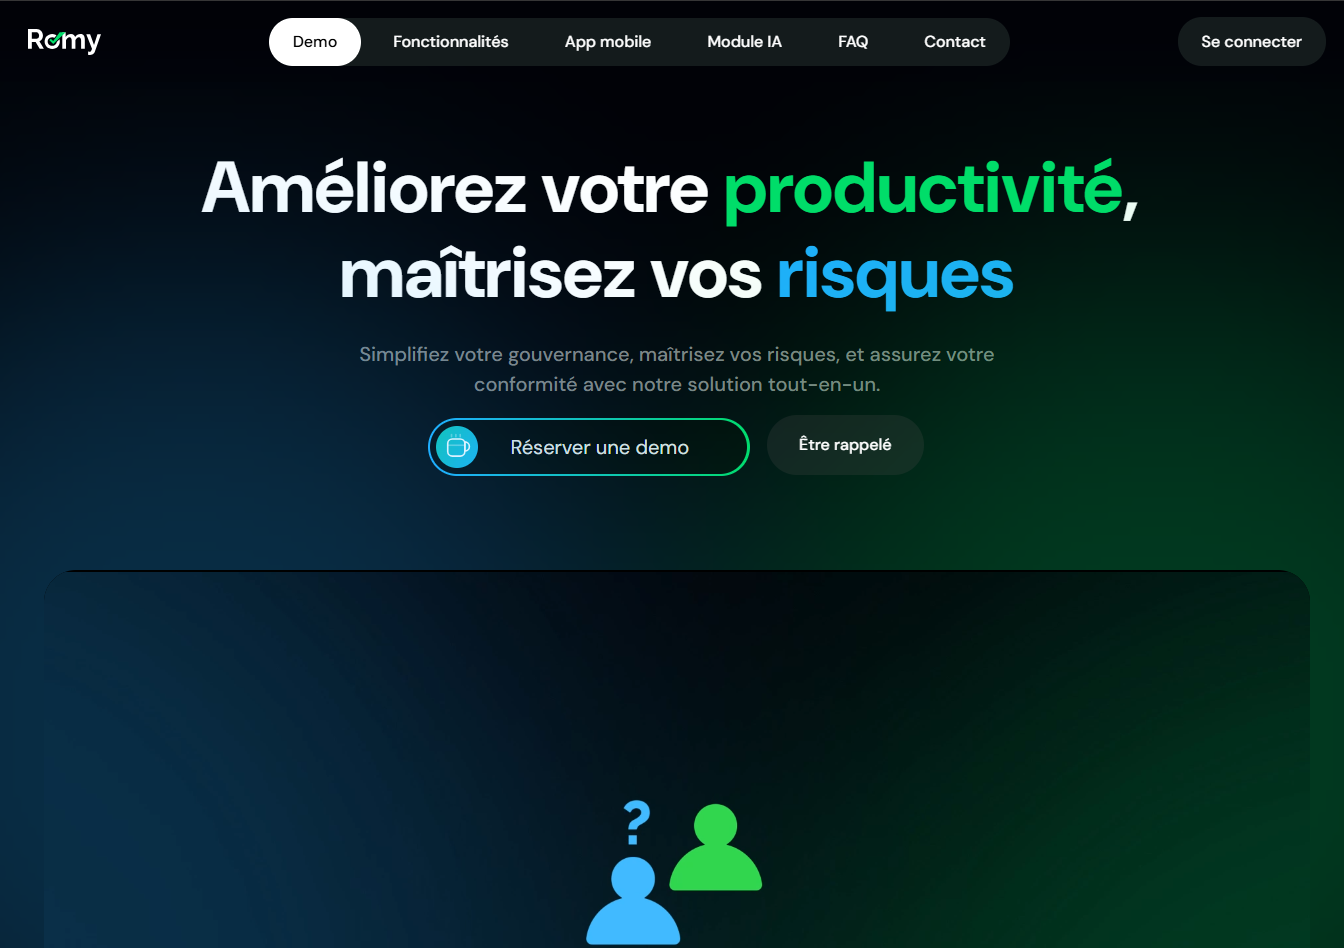 Romy
Demo
Fonctionnalités
App mobile
Module IA
FAQ
Contact
Se connecter
Améliorez votre productivité,
maîtrisez vos risques
Simplifiez votre gouvernance, maîtrisez vos risques, et assurez votre
conformité avec notre solution tout-en-un.
Réserver une demo
Être rappelé
?